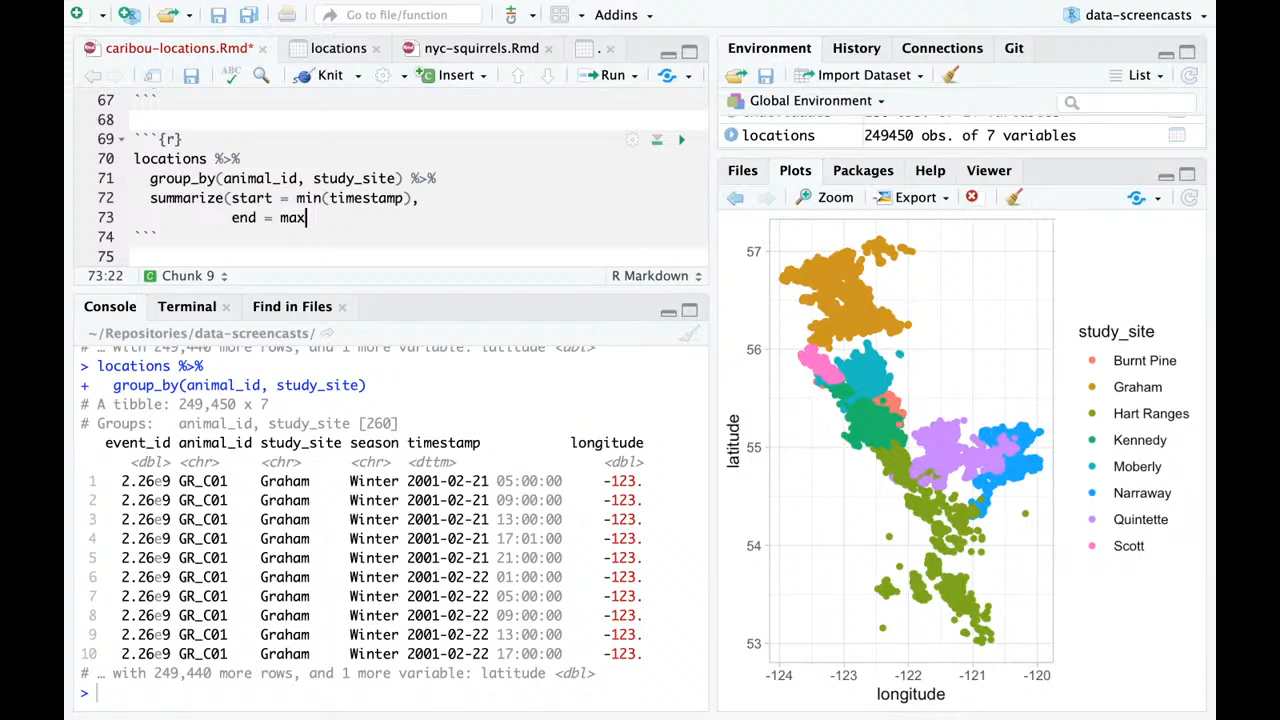 Go to file/function
Addins
data-screencasts
caribou-locations.Rmd*
locations
nyc-squirrels.Rmd
.
ABC
Knit
Insert
Run
67 ```
68
69 ```{r}
70 locations %>%
71 group_by(animal_id, study_site) %>%
72 summarize(start = min(timestamp),
73 end = max
74 ```
75
73:22
Chunk 9
R Markdown
Console
Terminal
Find in Files
~/Repositories/data-screencasts/
# … with 249,440 more rows, and 1 more variable: latitude <dbl>
> locations %>%
+ group_by(animal_id, study_site)
# A tibble: 249,450 x 7
# Groups: animal_id, study_site [260]
event_id animal_id study_site season timestamp longitude
<dbl> <chr> <chr> <chr> <dttm> <dbl>
1 2.26e9 GR_C01 Graham Winter 2001-02-21 05:00:00 -123.
2 2.26e9 GR_C01 Graham Winter 2001-02-21 09:00:00 -123.
3 2.26e9 GR_C01 Graham Winter 2001-02-21 13:00:00 -123.
4 2.26e9 GR_C01 Graham Winter 2001-02-21 17:01:00 -123.
5 2.26e9 GR_C01 Graham Winter 2001-02-21 21:00:00 -123.
6 2.26e9 GR_C01 Graham Winter 2001-02-22 01:00:00 -123.
7 2.26e9 GR_C01 Graham Winter 2001-02-22 05:00:00 -123.
8 2.26e9 GR_C01 Graham Winter 2001-02-22 09:00:00 -123.
9 2.26e9 GR_C01 Graham Winter 2001-02-22 13:00:00 -123.
10 2.26e9 GR_C01 Graham Winter 2001-02-22 17:00:00 -123.
# … with 249,440 more rows, and 1 more variable: latitude <dbl>
>
Environment
History
Connections
Git
Import Dataset
List
Global Environment
locations 249450 obs. of 7 variables
Files
Plots
Packages
Help
Viewer
Zoom
Export
57
56
55
54
53
latitude
-124 -123 -122 -121 -120
longitude
study_site
Burnt Pine
Graham
Hart Ranges
Kennedy
Moberly
Narraway
Quintette
Scott